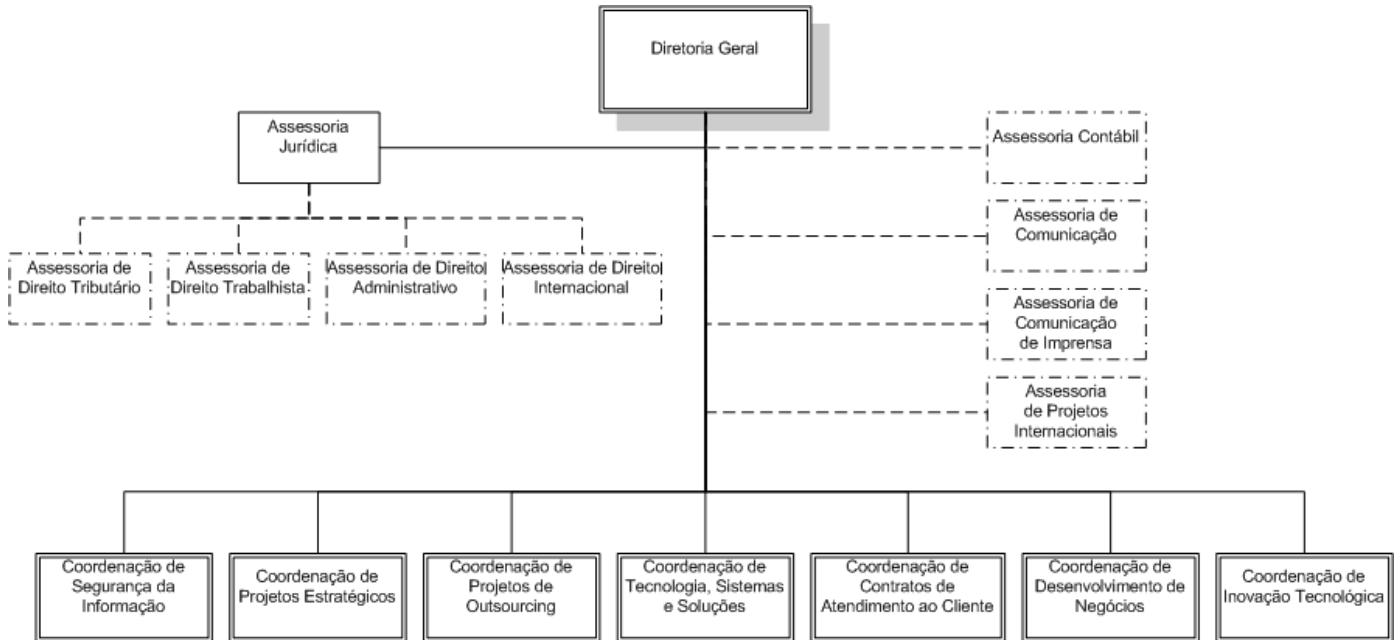 Diretoria Geral
Assessoria
Jurídica
Assessoria Contábil
Assessoria de
Comunicação
Assessoria de
Direito Tributário
Assessoria de
Direito Trabalhista
Assessoria de Direito
Administrativo
Assessoria de Direito
Internacional
Assessoria de
Comunicação
de Imprensa
Assessoria
de Projetos
Internacionais
Coordenação de
Segurança da
Informação
Coordenação de
Projetos Estratégicos
Coordenação de
Projetos de
Outsourcing
Coordenação de
Tecnologia, Sistemas
e Soluções
Coordenação de
Contratos de
Atendimento ao Cliente
Coordenação de
Desenvolvimento de
Negócios
Coordenação de
Inovação Tecnológica